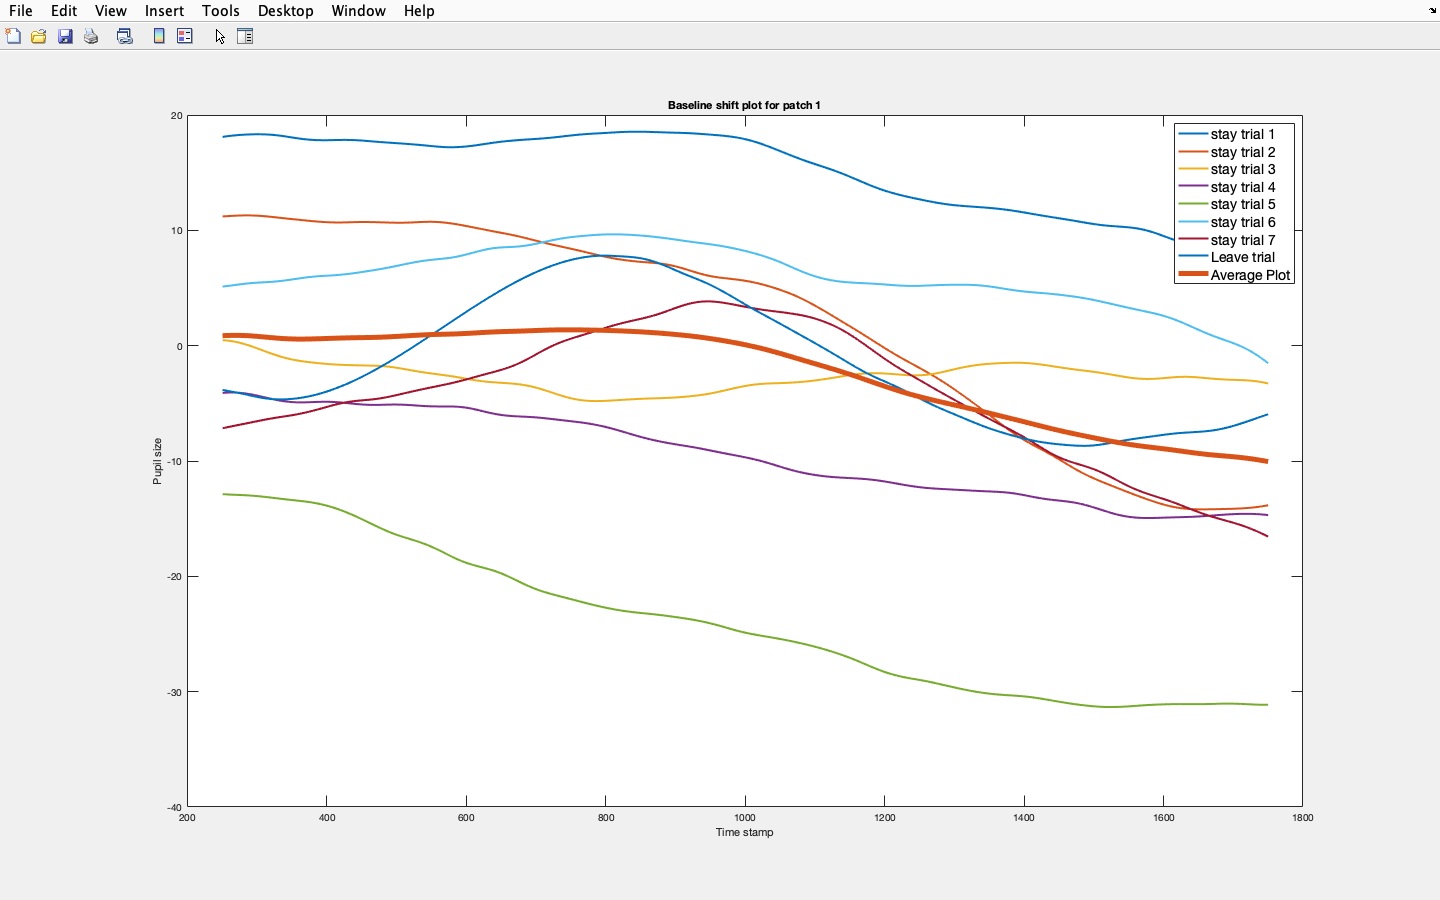 File Edit View Insert Tools Desktop Window Help
Baseline shift plot for patch 1
20
10
0
-10
-20
-30
-40
Pupil size
200 400 600 800 1000 1200 1400 1600 1800
Time stamp
stay trial 1
stay trial 2
stay trial 3
stay trial 4
stay trial 5
stay trial 6
stay trial 7
Leave trial
Average Plot